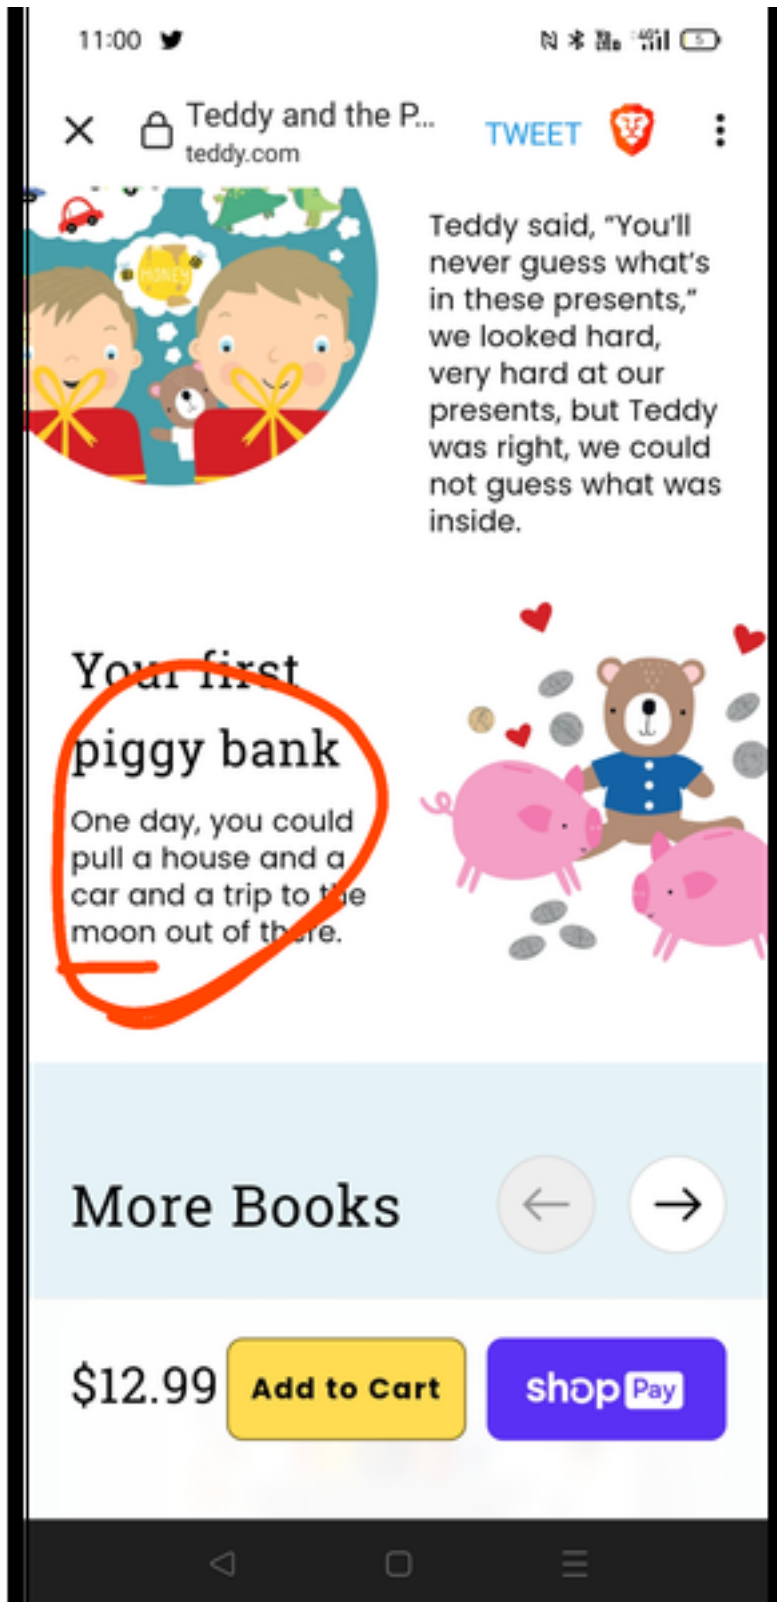 11:00
5
Teddy and the P...
teddy.com
TWEET
MONEY
Teddy said, “You’ll
never guess what’s
in these presents,”
we looked hard,
very hard at our
presents, but Teddy
was right, we could
not guess what was
inside.
Your first
piggy bank
One day, you could
pull a house and a
car and a trip to the
moon out of there.
More Books
$12.99
Add to Cart
shop Pay